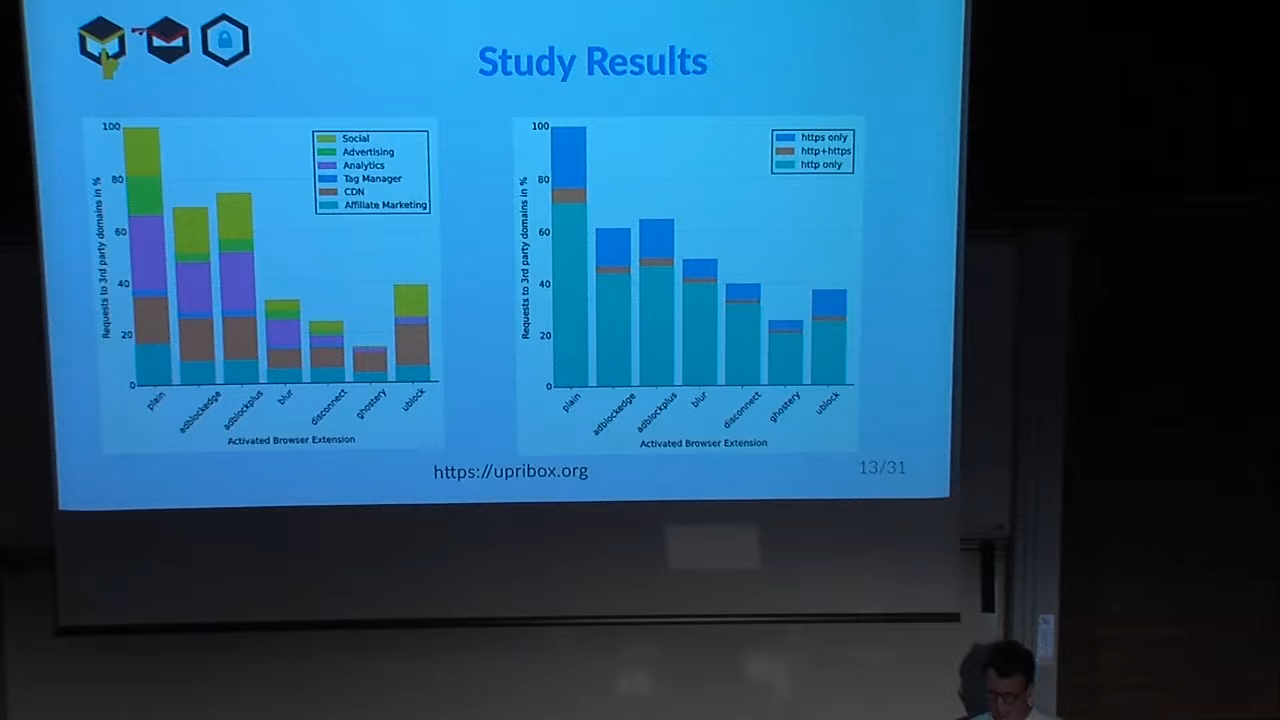 Study Results
100
80
60
40
20
0
Requests to 3rd party domains in %
Social
Advertising
Analytics
Tag Manager
CDN
Affiliate Marketing
plain
adblockedge
adblockplus
blur
disconnect
ghostery
ublock
Activated Browser Extension
100
80
60
40
20
0
Requests to 3rd party domains in %
https only
http+https
http only
plain
adblockedge
adblockplus
blur
disconnect
ghostery
ublock
Activated Browser Extension
https://upribox.org
13/31